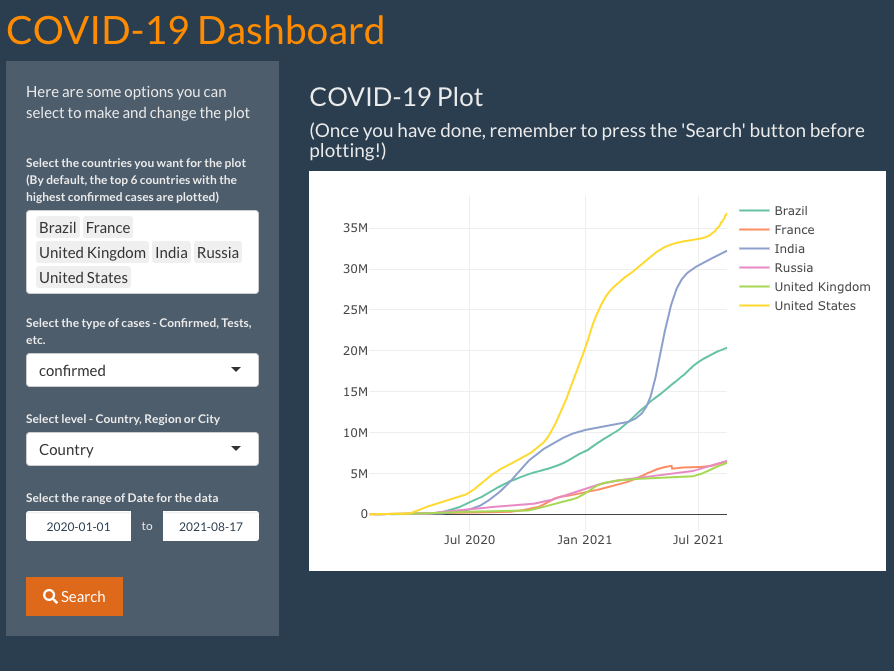 COVID-19 Dashboard
Here are some options you can
select to make and change the plot
Select the countries you want for the plot
(By default, the top 6 countries with the
highest confirmed cases are plotted)
Brazil France
United Kingdom India Russia
United States
Select the type of cases - Confirmed, Tests,
etc.
confirmed
Select level - Country, Region or City
Country
Select the range of Date for the data
2020-01-01 to 2021-08-17
Search
COVID-19 Plot
(Once you have done, remember to press the 'Search' button before
plotting!)
35M
30M
25M
20M
15M
10M
5M
0
Jul 2020 Jan 2021 Jul 2021
Brazil
France
India
Russia
United Kingdom
United States